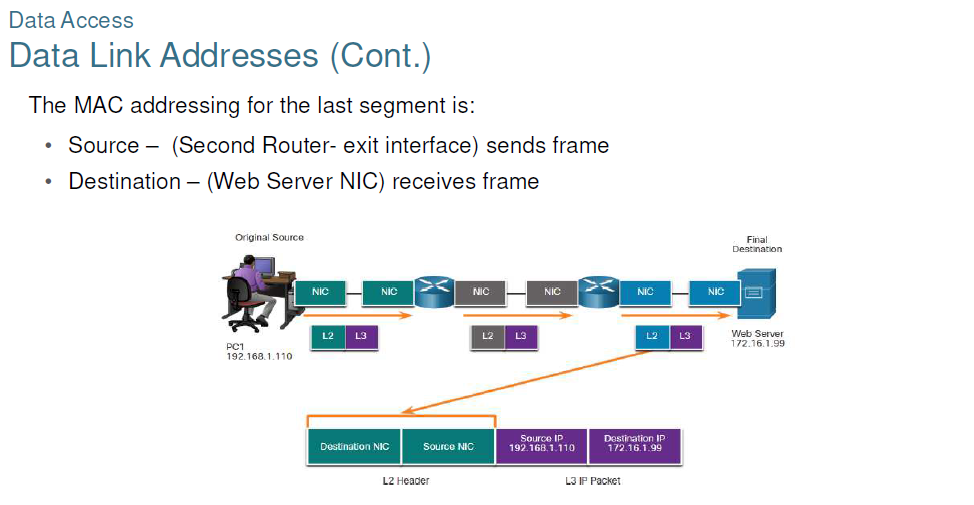 Data Access
Data Link Addresses (Cont.)
The MAC addressing for the last segment is:
• Source – (Second Router- exit interface) sends frame
• Destination – (Web Server NIC) receives frame
Original Source
Final
Destination
NIC
NIC
NIC
NIC
NIC
NIC
L2 L3
L2 L3
L2 L3
PC1
192.168.1.110
Web Server
172.16.1.99
Destination NIC
Source NIC
Source IP
192.168.1.110
Destination IP
172.16.1.99
L2 Header
L3 IP Packet